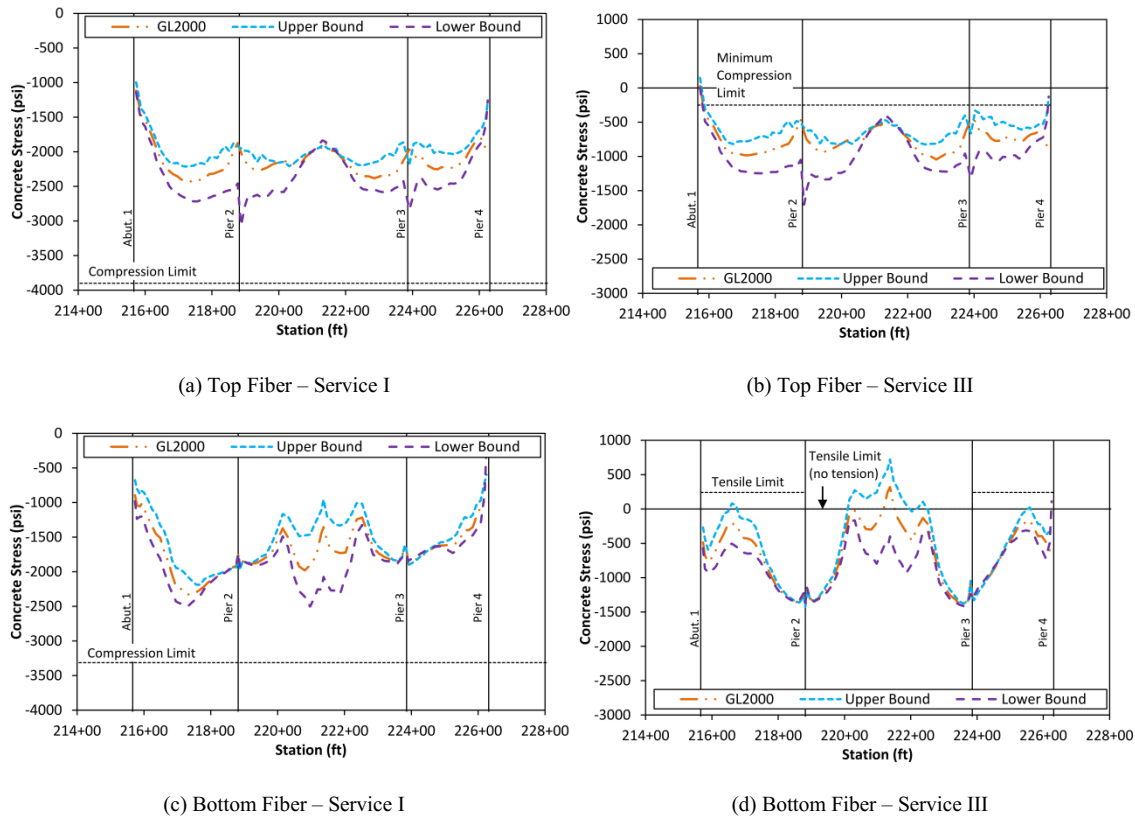 0
-500
-1000
-1500
-2000
-2500
-3000
-3500
-4000
Concrete Stress (psi)
GL2000 Upper Bound Lower Bound
Abut. 1
Pier 2
Pier 3
Pier 4
Compression Limit
214+00 216+00 218+00 220+00 222+00 224+00 226+00 228+00
Station (ft)
(a) Top Fiber – Service I
1000
500
0
-500
-1000
-1500
-2000
-2500
-3000
Concrete Stress (psi)
Minimum
Compression
Limit
Abut. 1
Pier 2
Pier 3
Pier 4
GL2000 Upper Bound Lower Bound
214+00 216+00 218+00 220+00 222+00 224+00 226+00 228+00
Station (ft)
(b) Top Fiber – Service III
0
-500
-1000
-1500
-2000
-2500
-3000
-3500
-4000
Concrete Stress (psi)
GL2000 Upper Bound Lower Bound
Abut. 1
Pier 2
Pier 3
Pier 4
Compression Limit
214+00 216+00 218+00 220+00 222+00 224+00 226+00 228+00
Station (ft)
(c) Bottom Fiber – Service I
1000
500
0
-500
-1000
-1500
-2000
-2500
-3000
Concrete Stress (psi)
Tensile Limit
Tensile Limit
(no tension)
Tensile Limit
Abut. 1
Pier 2
Pier 3
Pier 4
GL2000 Upper Bound Lower Bound
214+00 216+00 218+00 220+00 222+00 224+00 226+00 228+00
Station (ft)
(d) Bottom Fiber – Service III